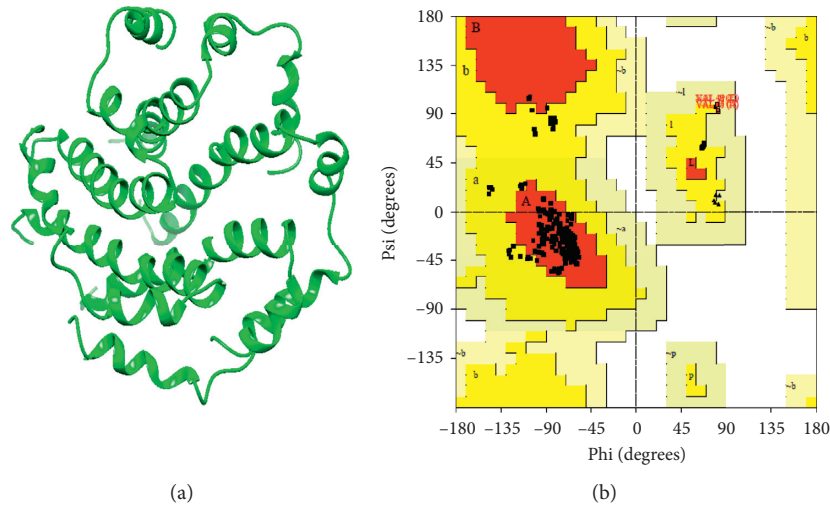 180
135
90
45
0
−45
−90
−135
Psi (degrees)
B
b
~b
~b
b
~l
l
L
a
A
~a
~b
b
~p
p
~b
−180 −135 −90 −45 0 45 90 135 180
Phi (degrees)
(a) (b)